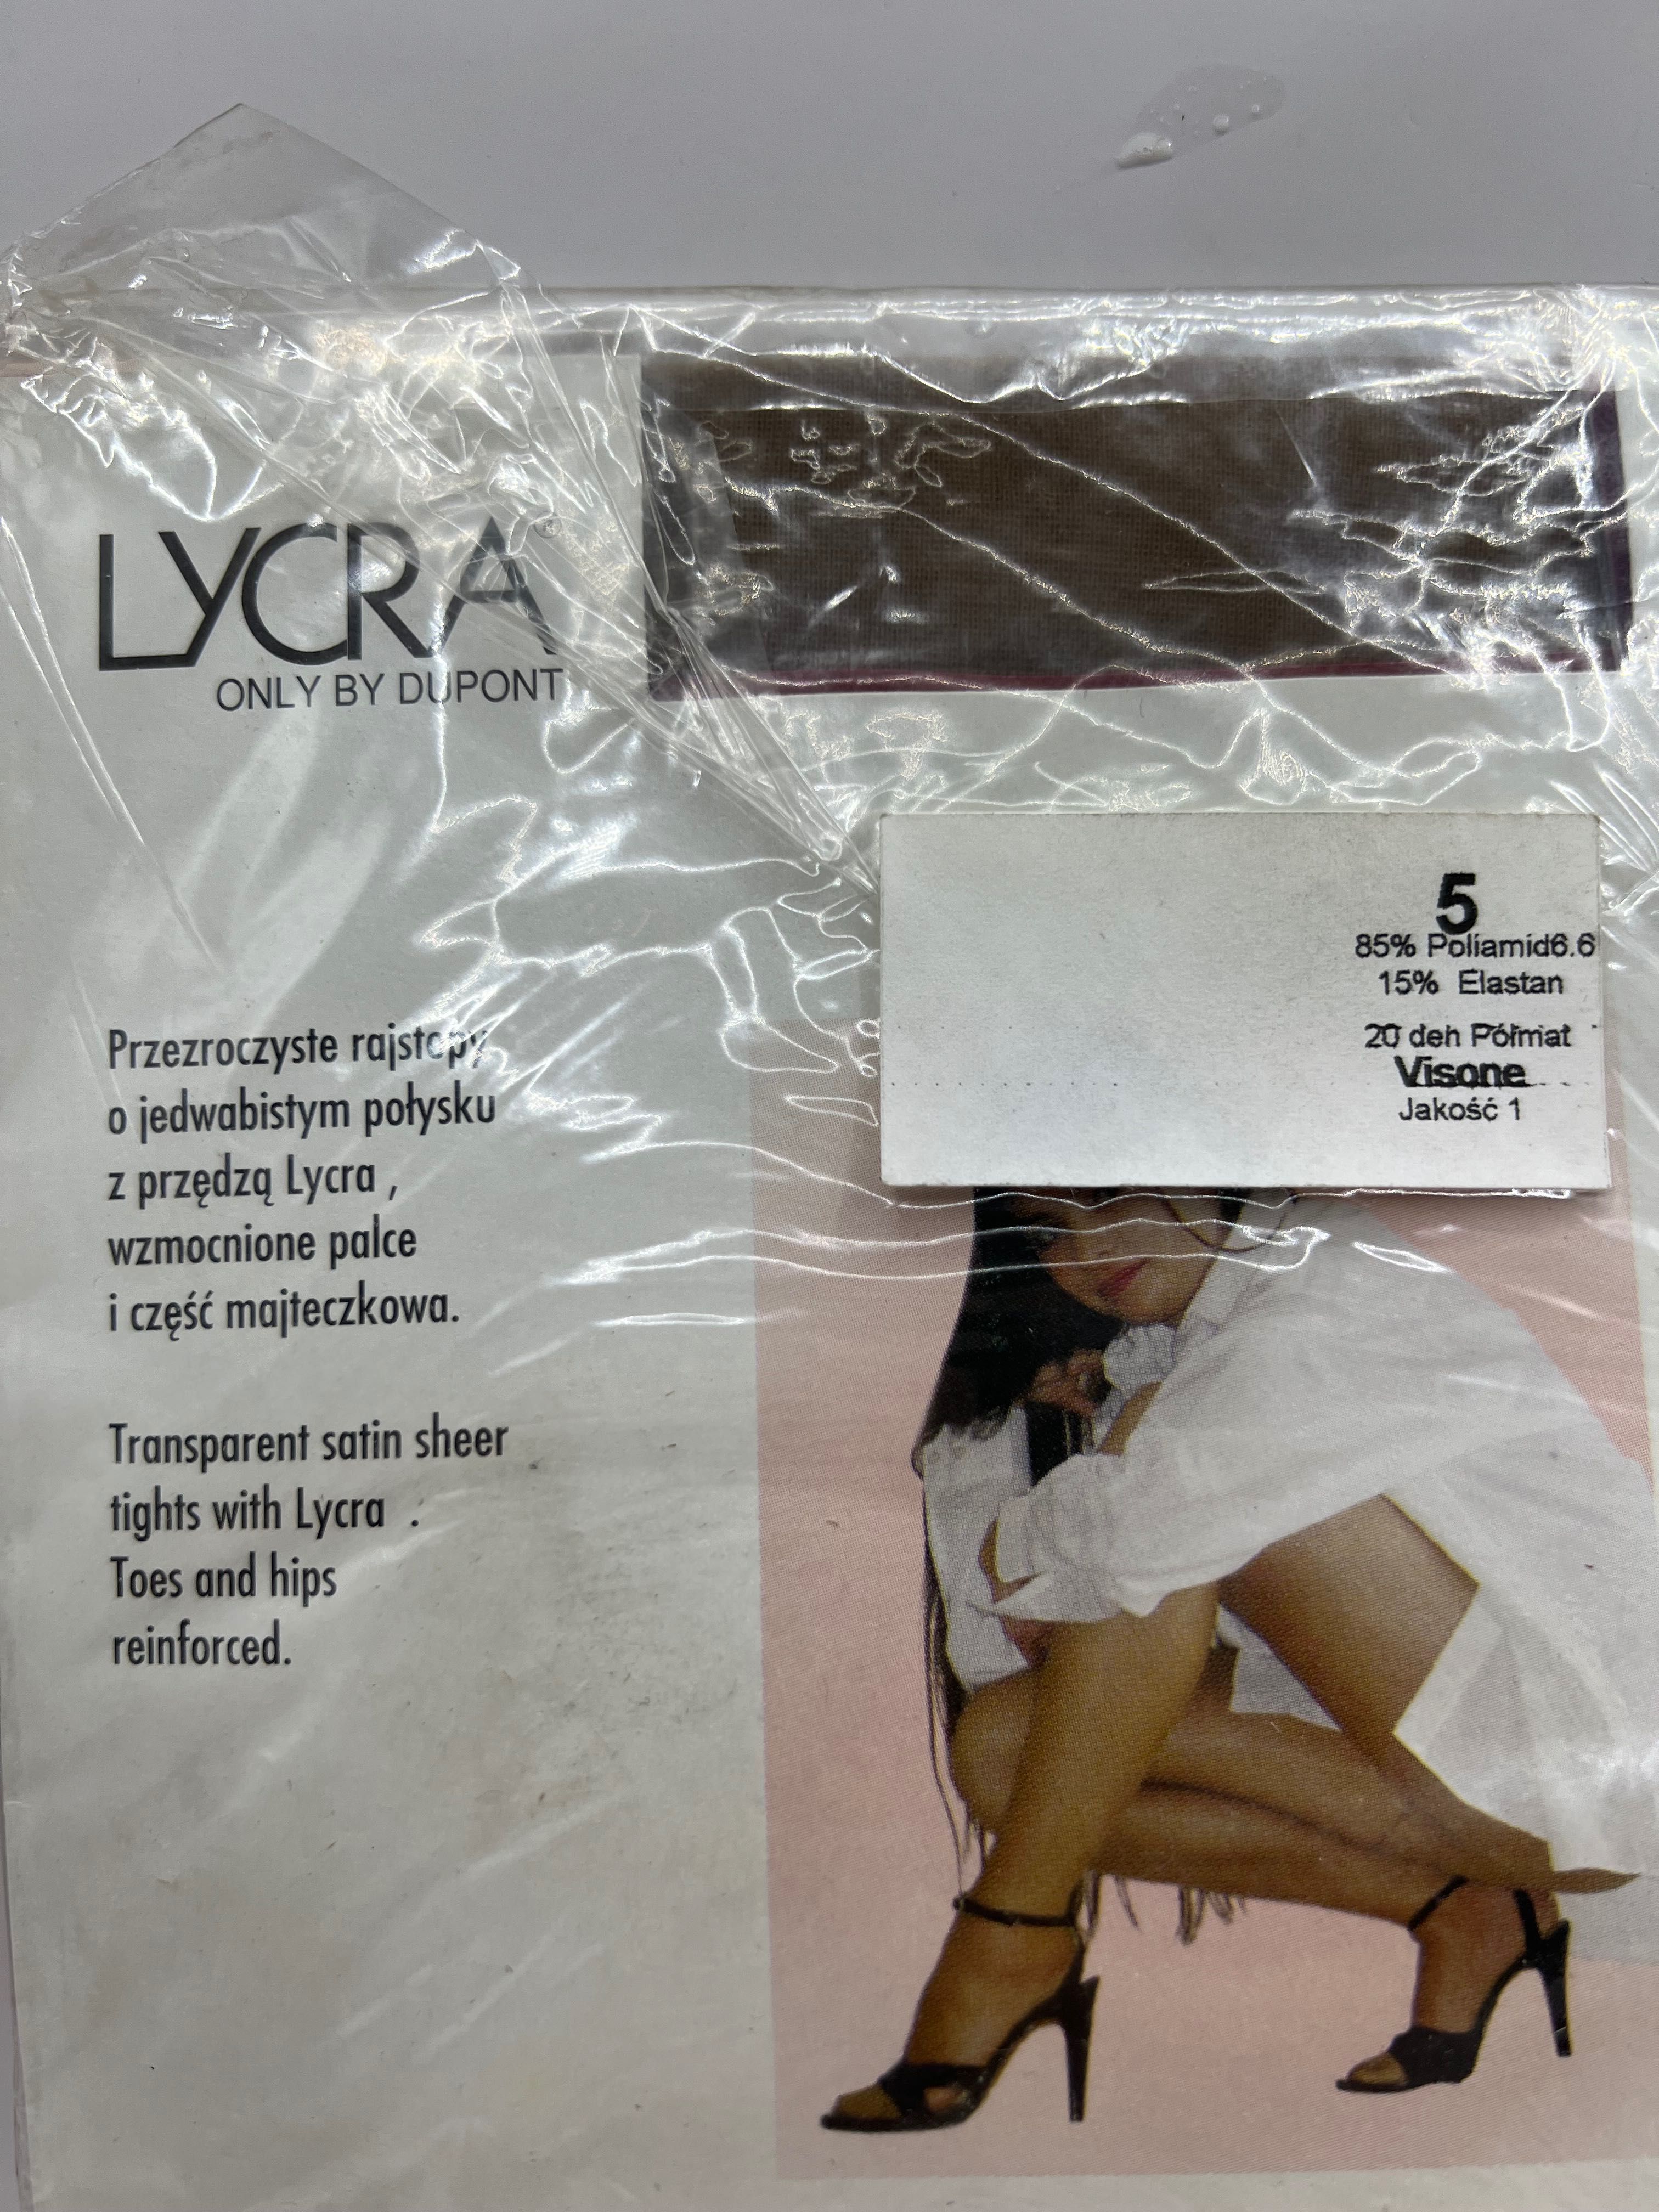 LYCRA®
ONLY BY DUPONT
5
85% Poliamid6.6
15% Elastan
20 den Półmat
Visone
Jakość 1
Przezroczyste rajstopy
o jedwabistym połysku
z przędzą Lycra ,
wzmocnione palce
i część majteczkowa.
Transparent satin sheer
tights with Lycra .
Toes and hips
reinforced.